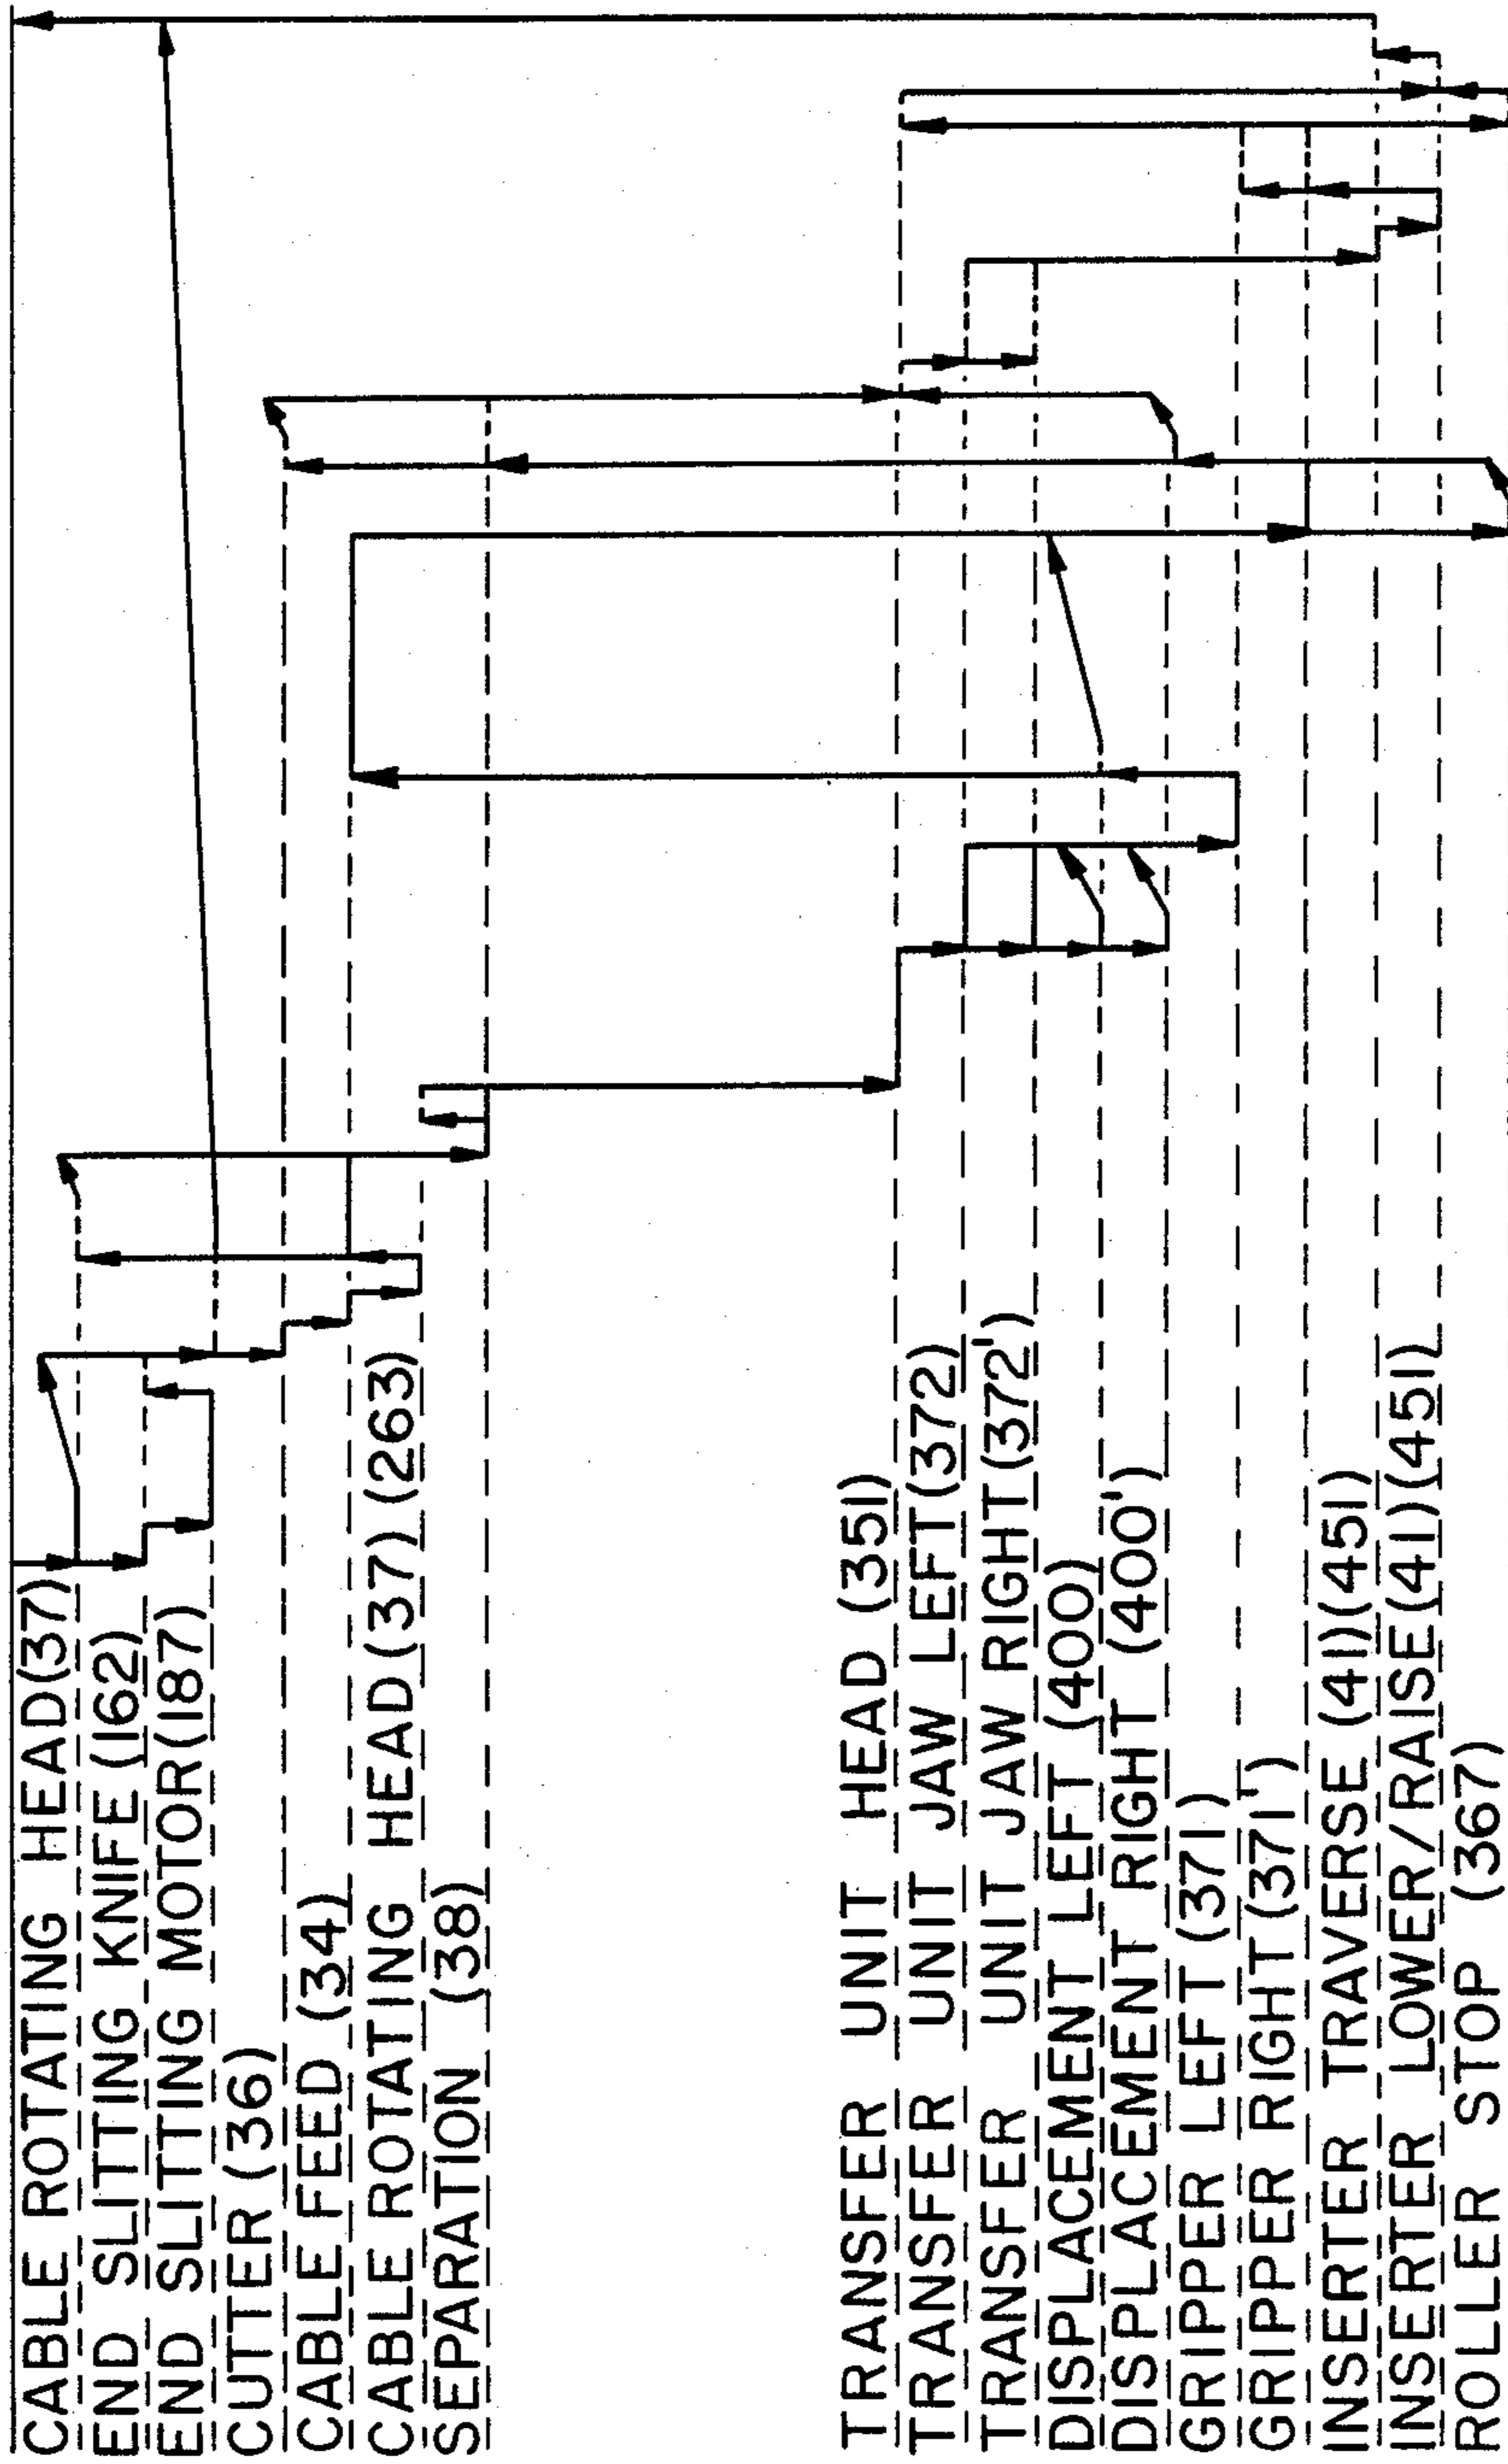 CABLE ROTATING HEAD(37)
END SLITTING KNIFE (162)
END SLITTING MOTOR(187)
CUTTER (36)
CABLE FEED (34)
CABLE ROTATING HEAD(37) (263)
SEPARATION (38)
TRANSFER UNIT HEAD (351)
TRANSFER UNIT JAW LEFT(372)
TRANSFER UNIT JAW RIGHT(372')
DISPLACEMENT LEFT (400)
DISPLACEMENT RIGHT (400')
GRIPPER LEFT (371)
GRIPPER RIGHT(371')
INSERTER TRAVERSE (41)(451)
INSERTER LOWER/RAISE(41)(451)
ROLLER STOP (367)